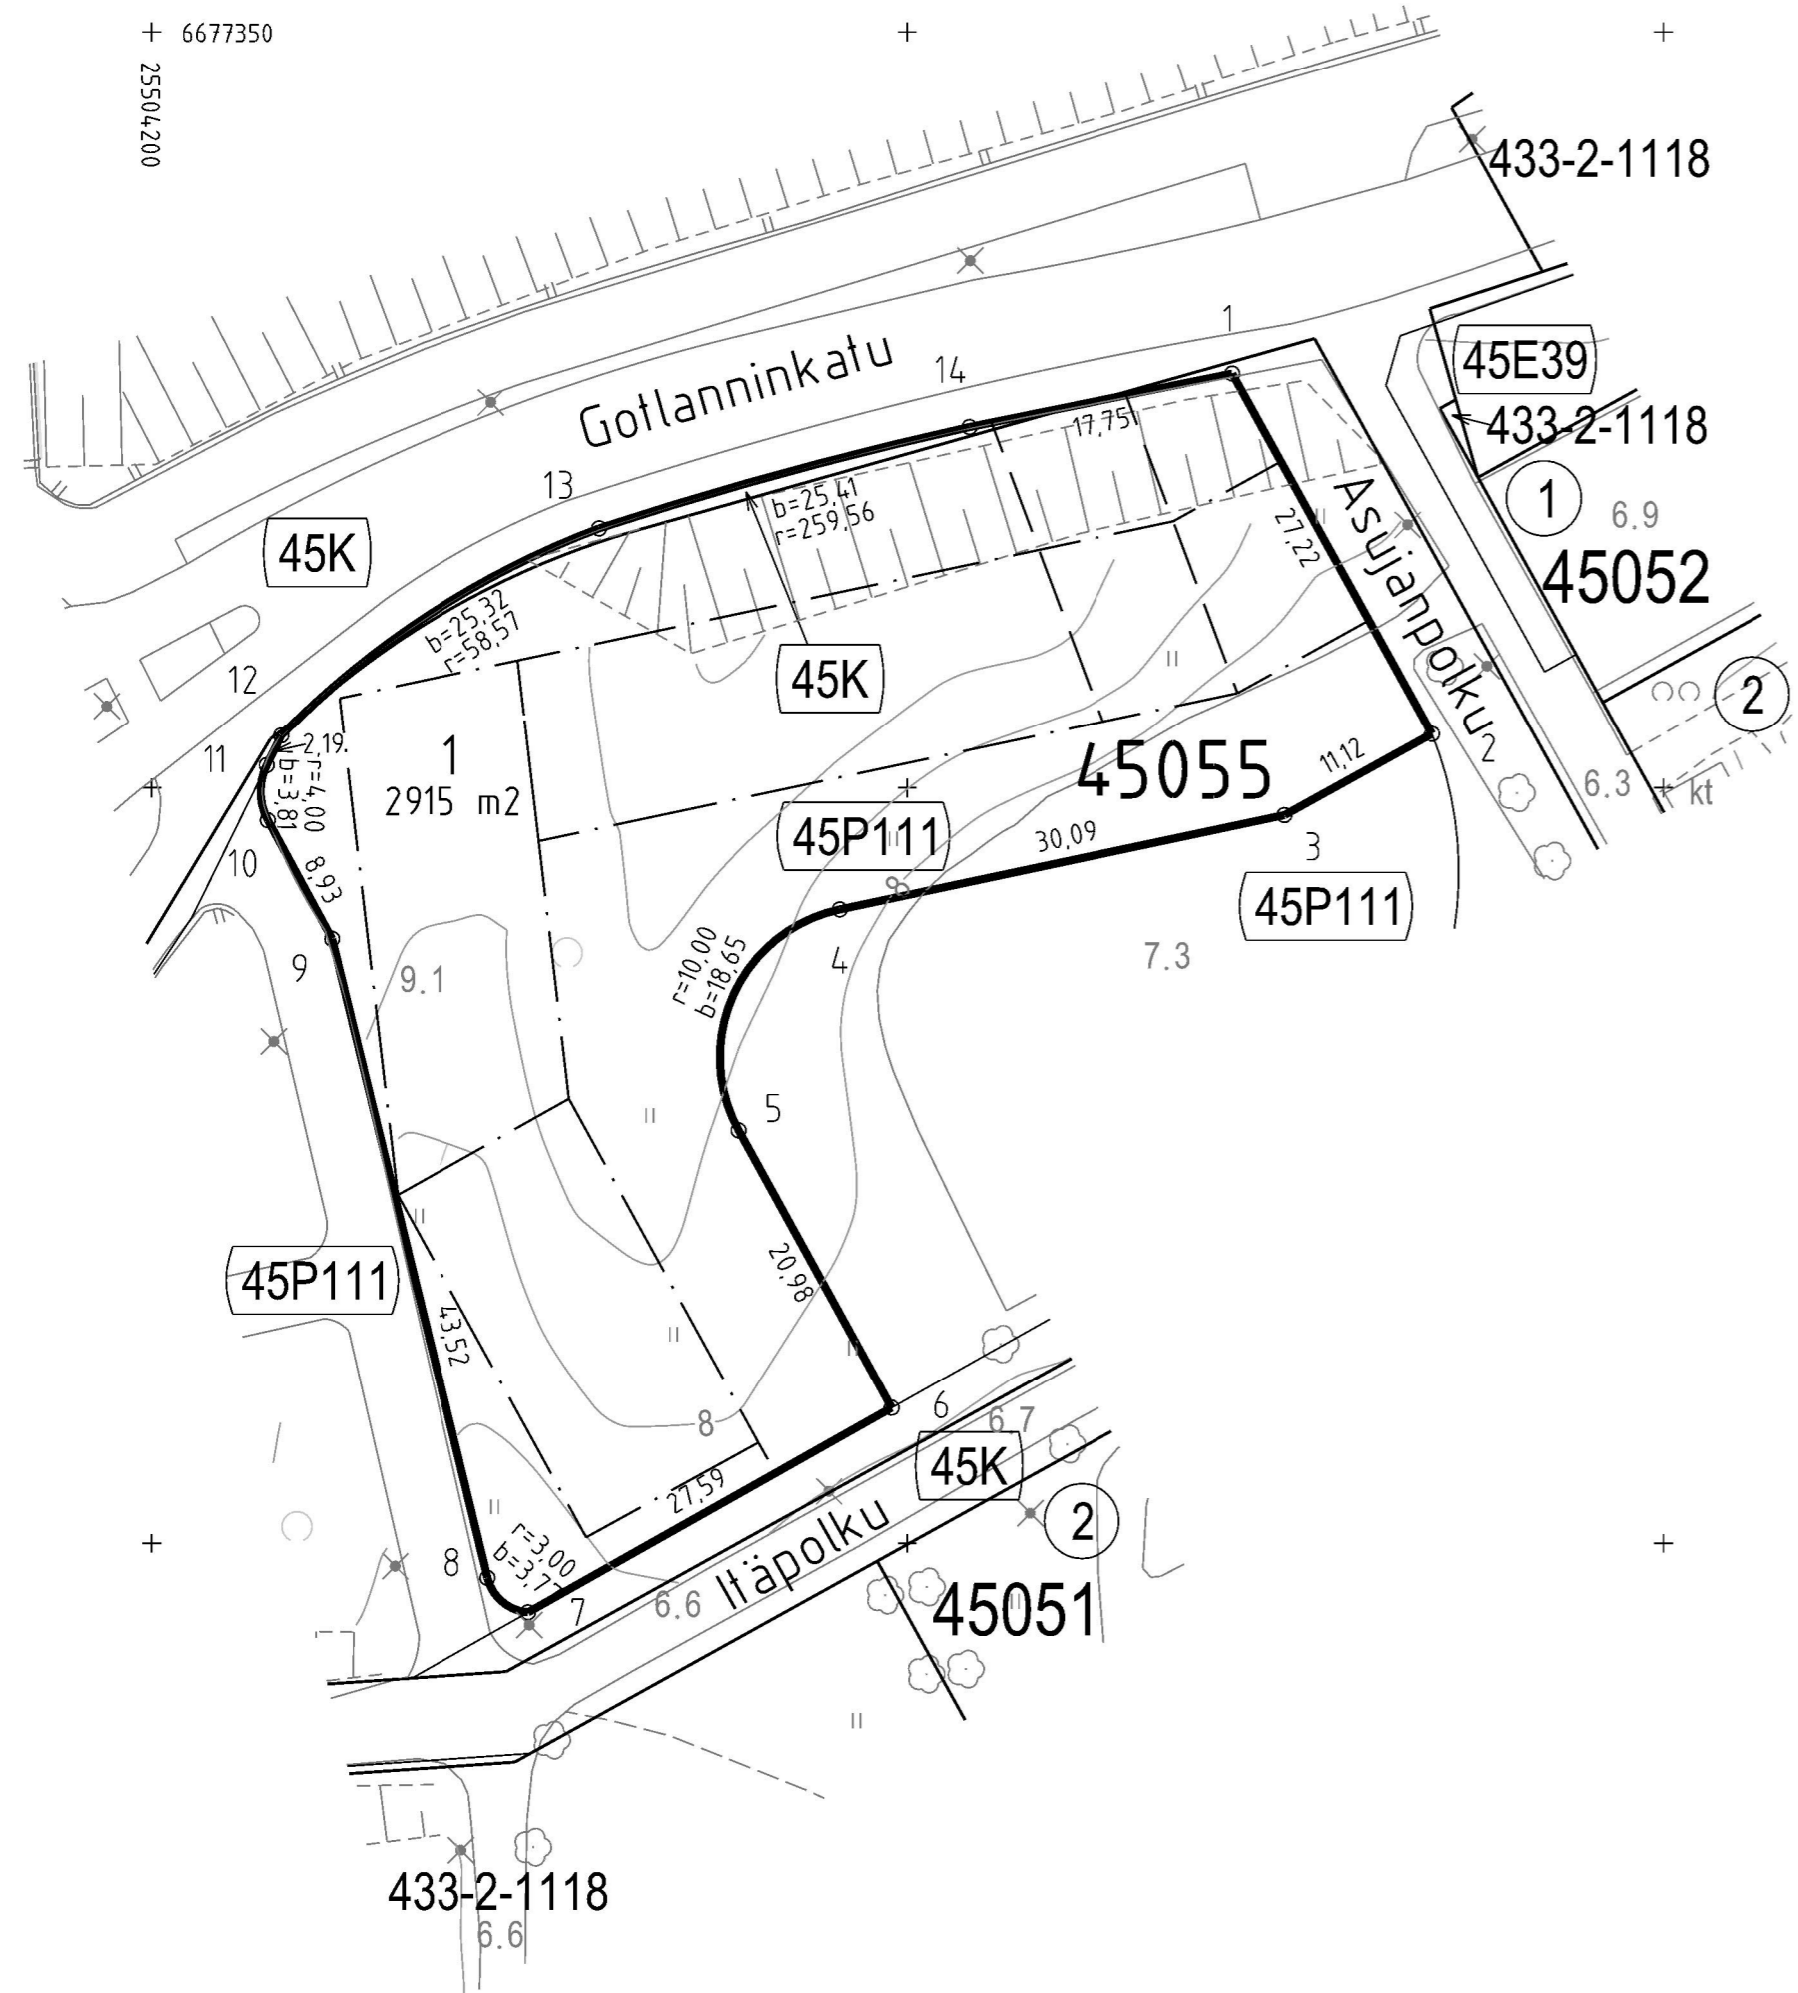 6677350
25504200
433-2-1118
1
Gotlanninkatu
14
45E39
433-2-1118
17,75
13
b=25,41
r=259,56
1
6.9
45K
27,22
Asujanpolku
45052
b=25,32
r=58,57
12
45K
2
2
11
2,19
r=4,00
b=3,81
1
2915 m2
45055
11,12
6.3
kt
45P111
30,09
3
10
8,93
8
45P111
9
9.1
4
7.3
r=10,00
b=18,65
5
45P111
20,98
43,52
6
8
6.7
45K
27,59
2
8
r=3,00
b=3,77
Itäpolku
7
6.6
45051
433-2-1118
6.6